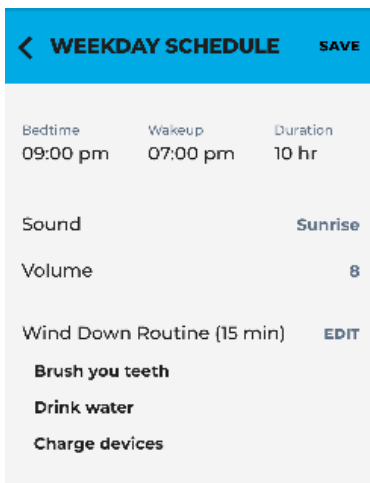 WEEKDAY SCHEDULE SAVE
Bedtime Wakeup Duration
09:00 pm 07:00 pm 10 hr
Sound Sunrise
Volume 8
Wind Down Routine (15 min) EDIT
Brush you teeth
Drink water
Charge devices